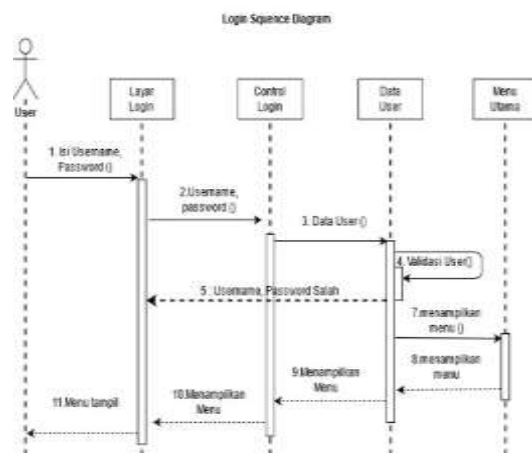 Login Squence Diagram
User
Layar
Login
Control
Login
Data
User
Menu
Utama
1. Isi Username,
Password ()
2.Username,
password ()
3. Data User ()
4. Validasi User()
5 : Username, Password Salah
7.menampilkan
menu ()
8.menampilkan
menu
9.Menampilkan
Menu
10.Menampilkan
Menu
11.Menu tampil